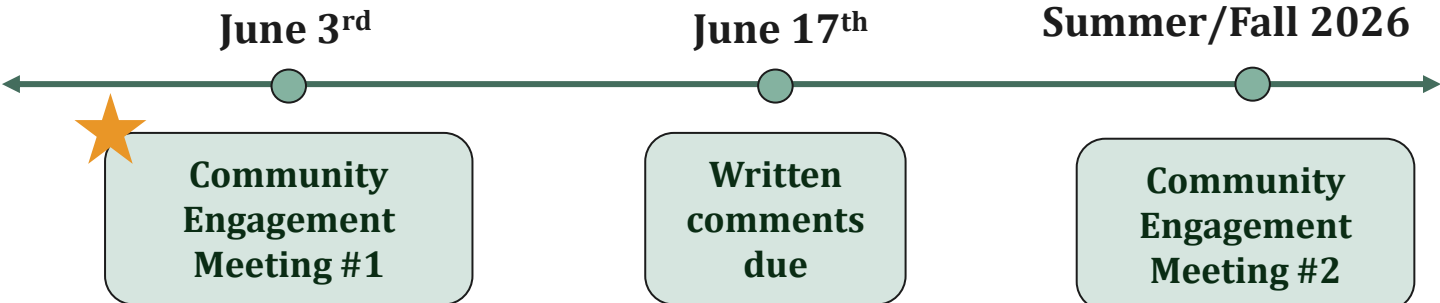 June 3rd
June 17th
Summer/Fall 2026
Community
Engagement
Meeting #1
Written
comments
due
Community
Engagement
Meeting #2